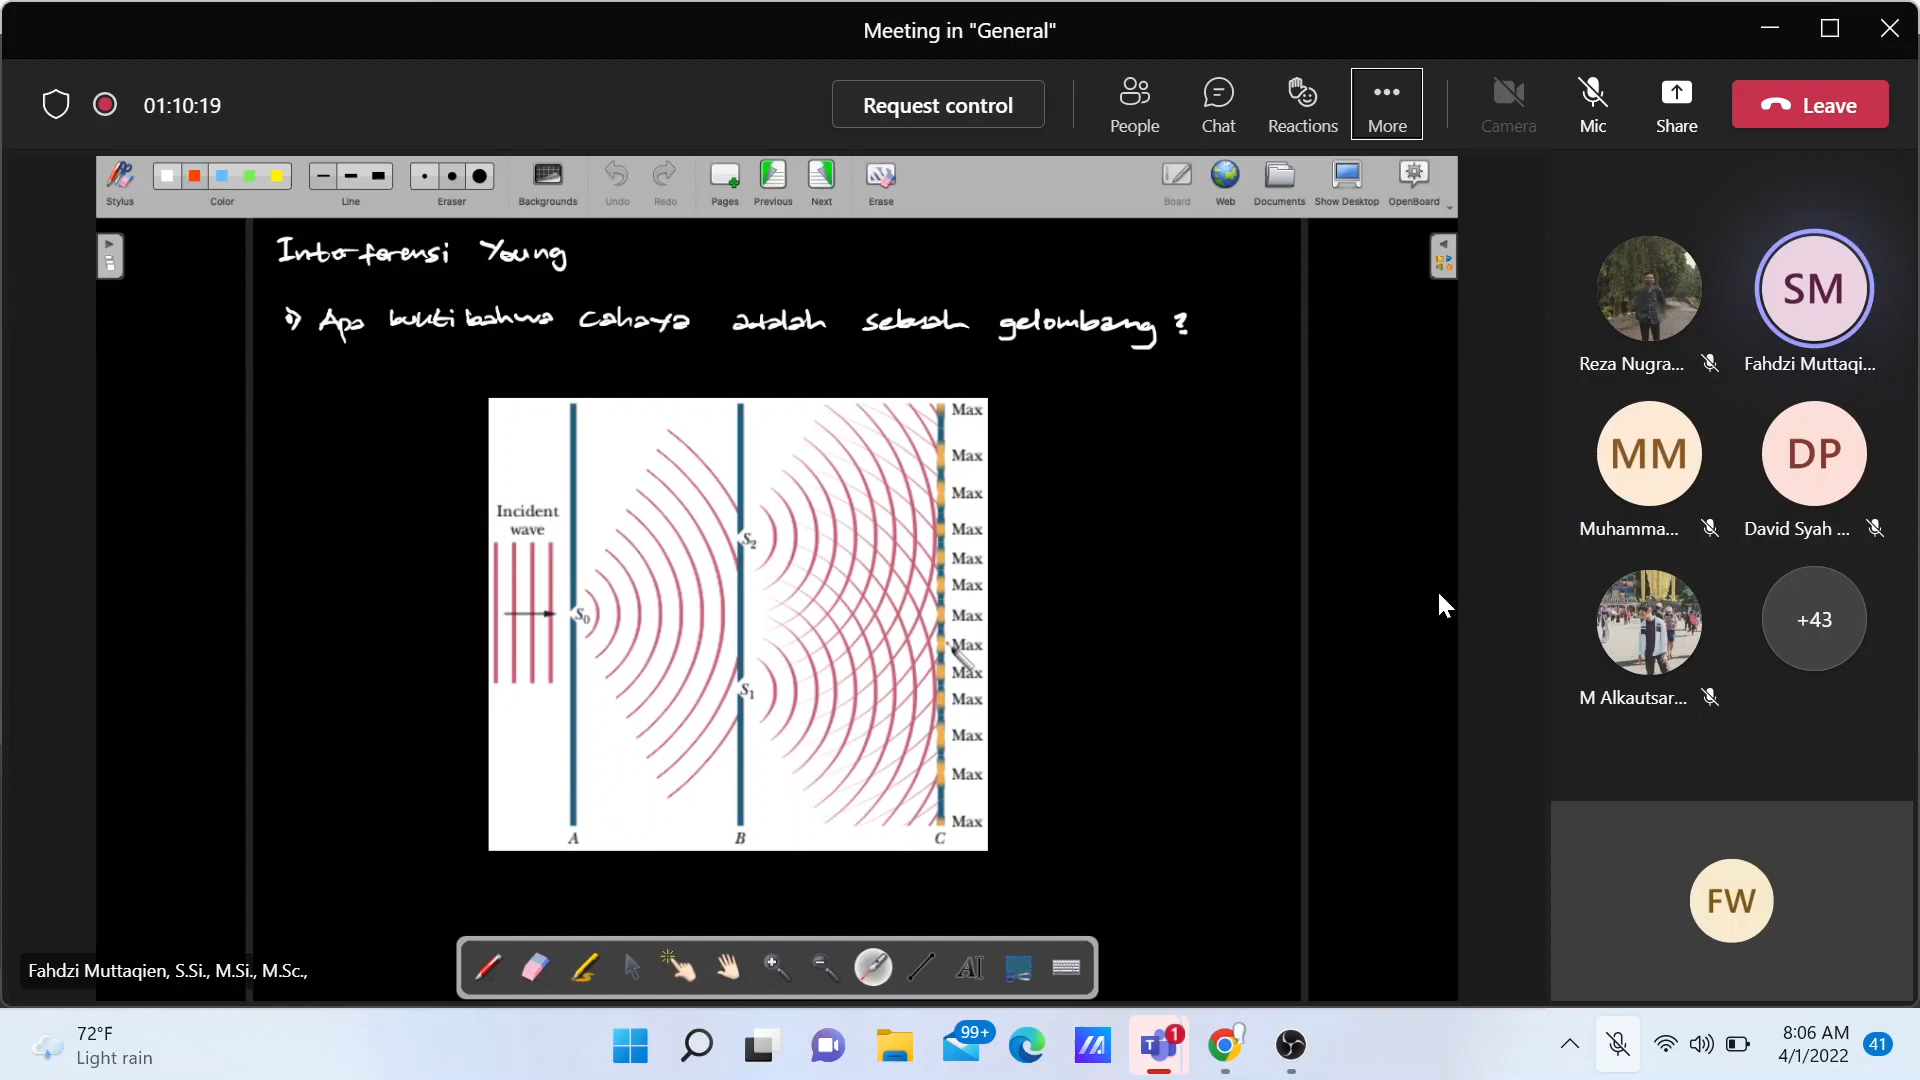 Meeting in "General"
01:10:19
Request control
People
Chat
Reactions
More
Camera
Mic
Share
Leave
Stylus
Color
Line
Eraser
Backgrounds
Undo
Redo
Pages
Previous
Next
Erase
Board
Web
Documents
Show Desktop
OpenBoard
Interferensi Young
Apa bukti bahwa cahaya adalah sebuah gelombang ?
Incident
wave
S0
S2
S1
Max
Max
Max
Max
Max
Max
Max
Max
Max
Max
Max
Max
Max
A
B
C
Reza Nugra...
SM
Fahdzi Muttaqi...
MM
Muhamma...
DP
David Syah ...
M Alkautsar...
+43
FW
Fahdzi Muttaqien, S.Si., M.Si., M.Sc.,
AI
72°F
Light rain
99+
T
1
8:06 AM
4/1/2022
41